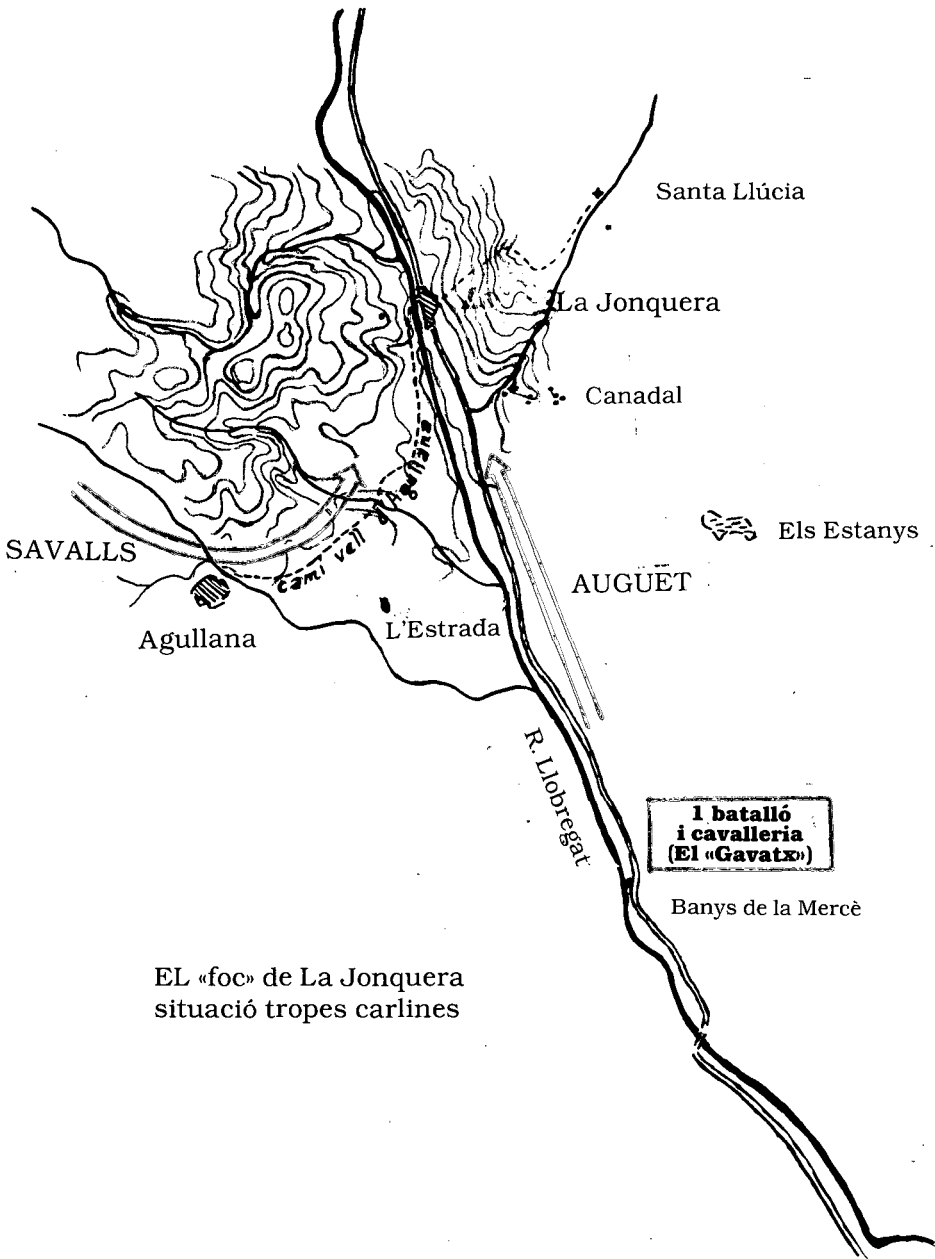 Santa Llúcia
La Jonquera
Canadal
Camí vell d'Agullana
Els Estanys
SAVALLS
AUGUET
Agullana
L'Estrada
R. Llobregat
1 batalló
i cavalleria
(El «Gavatx»)
Banys de la Mercè
EL «foc» de La Jonquera
situació tropes carlines